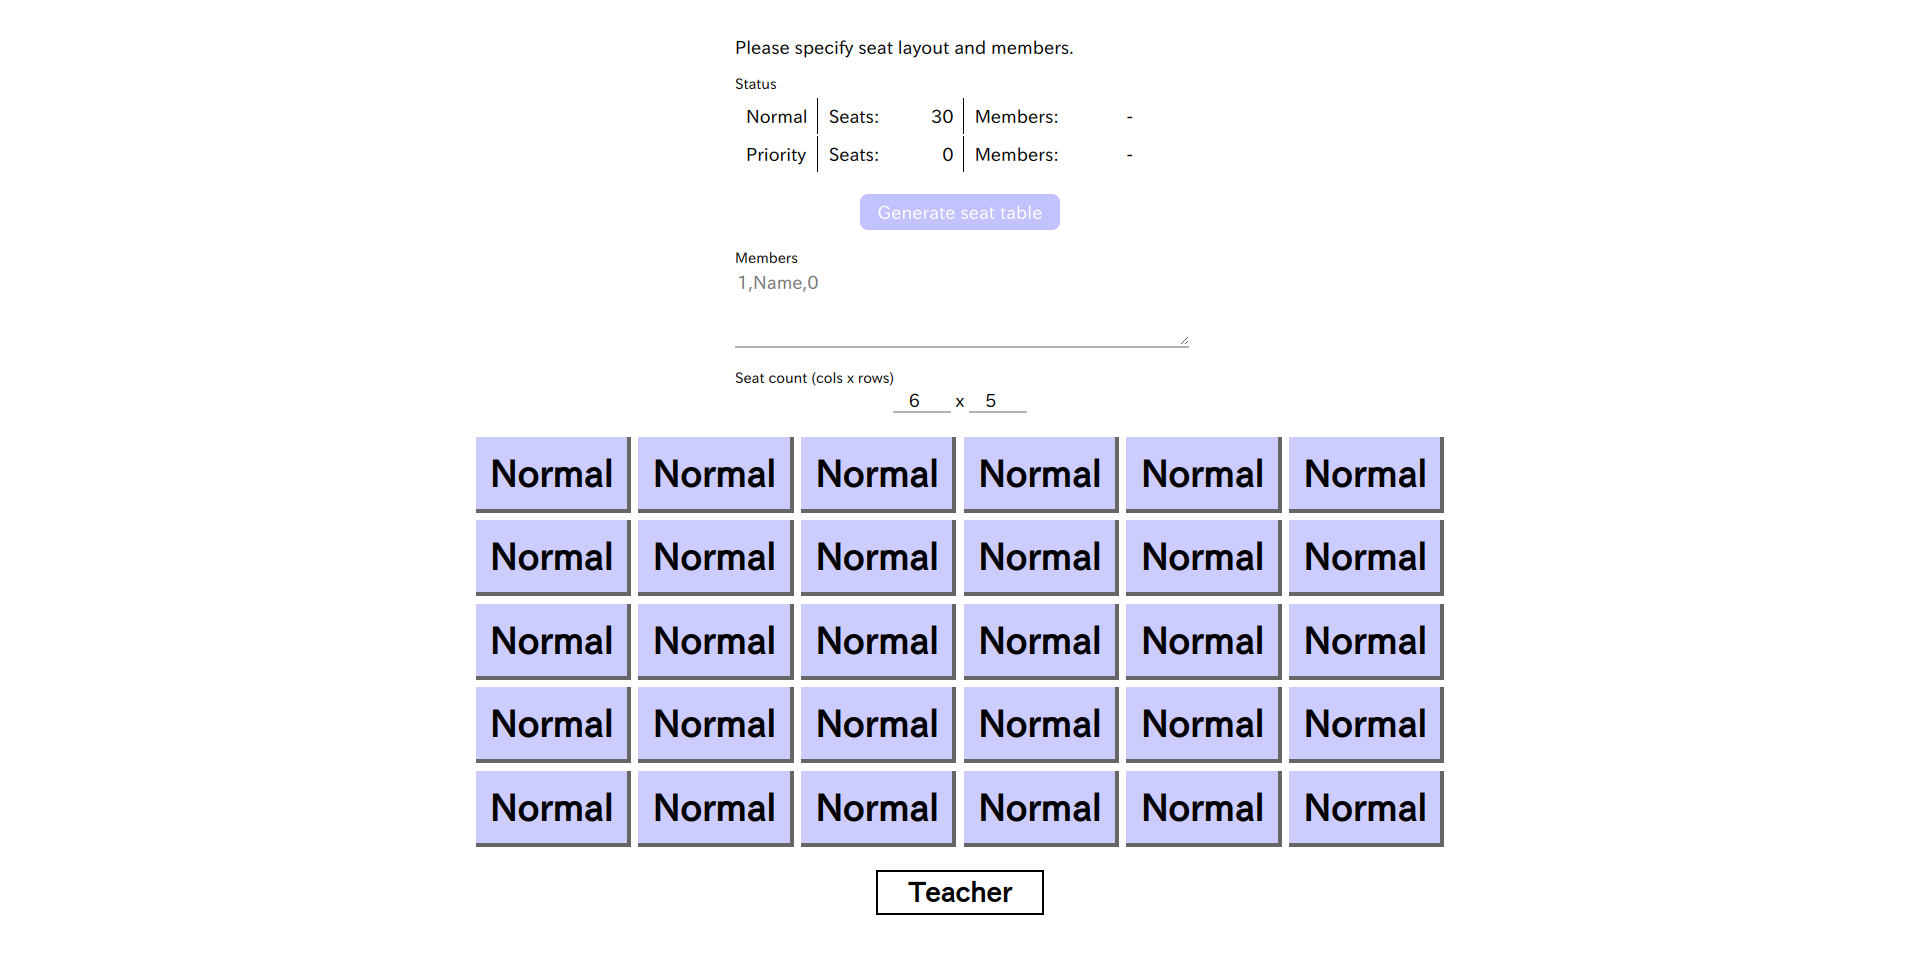 Please specify seat layout and members.
Status
Normal Seats: 30 Members: -
Priority Seats: 0 Members: -
Generate seat table
Members
1,Name,0
Seat count (cols x rows)
6 x 5
Normal Normal Normal Normal Normal Normal
Normal Normal Normal Normal Normal Normal
Normal Normal Normal Normal Normal Normal
Normal Normal Normal Normal Normal Normal
Normal Normal Normal Normal Normal Normal
Teacher